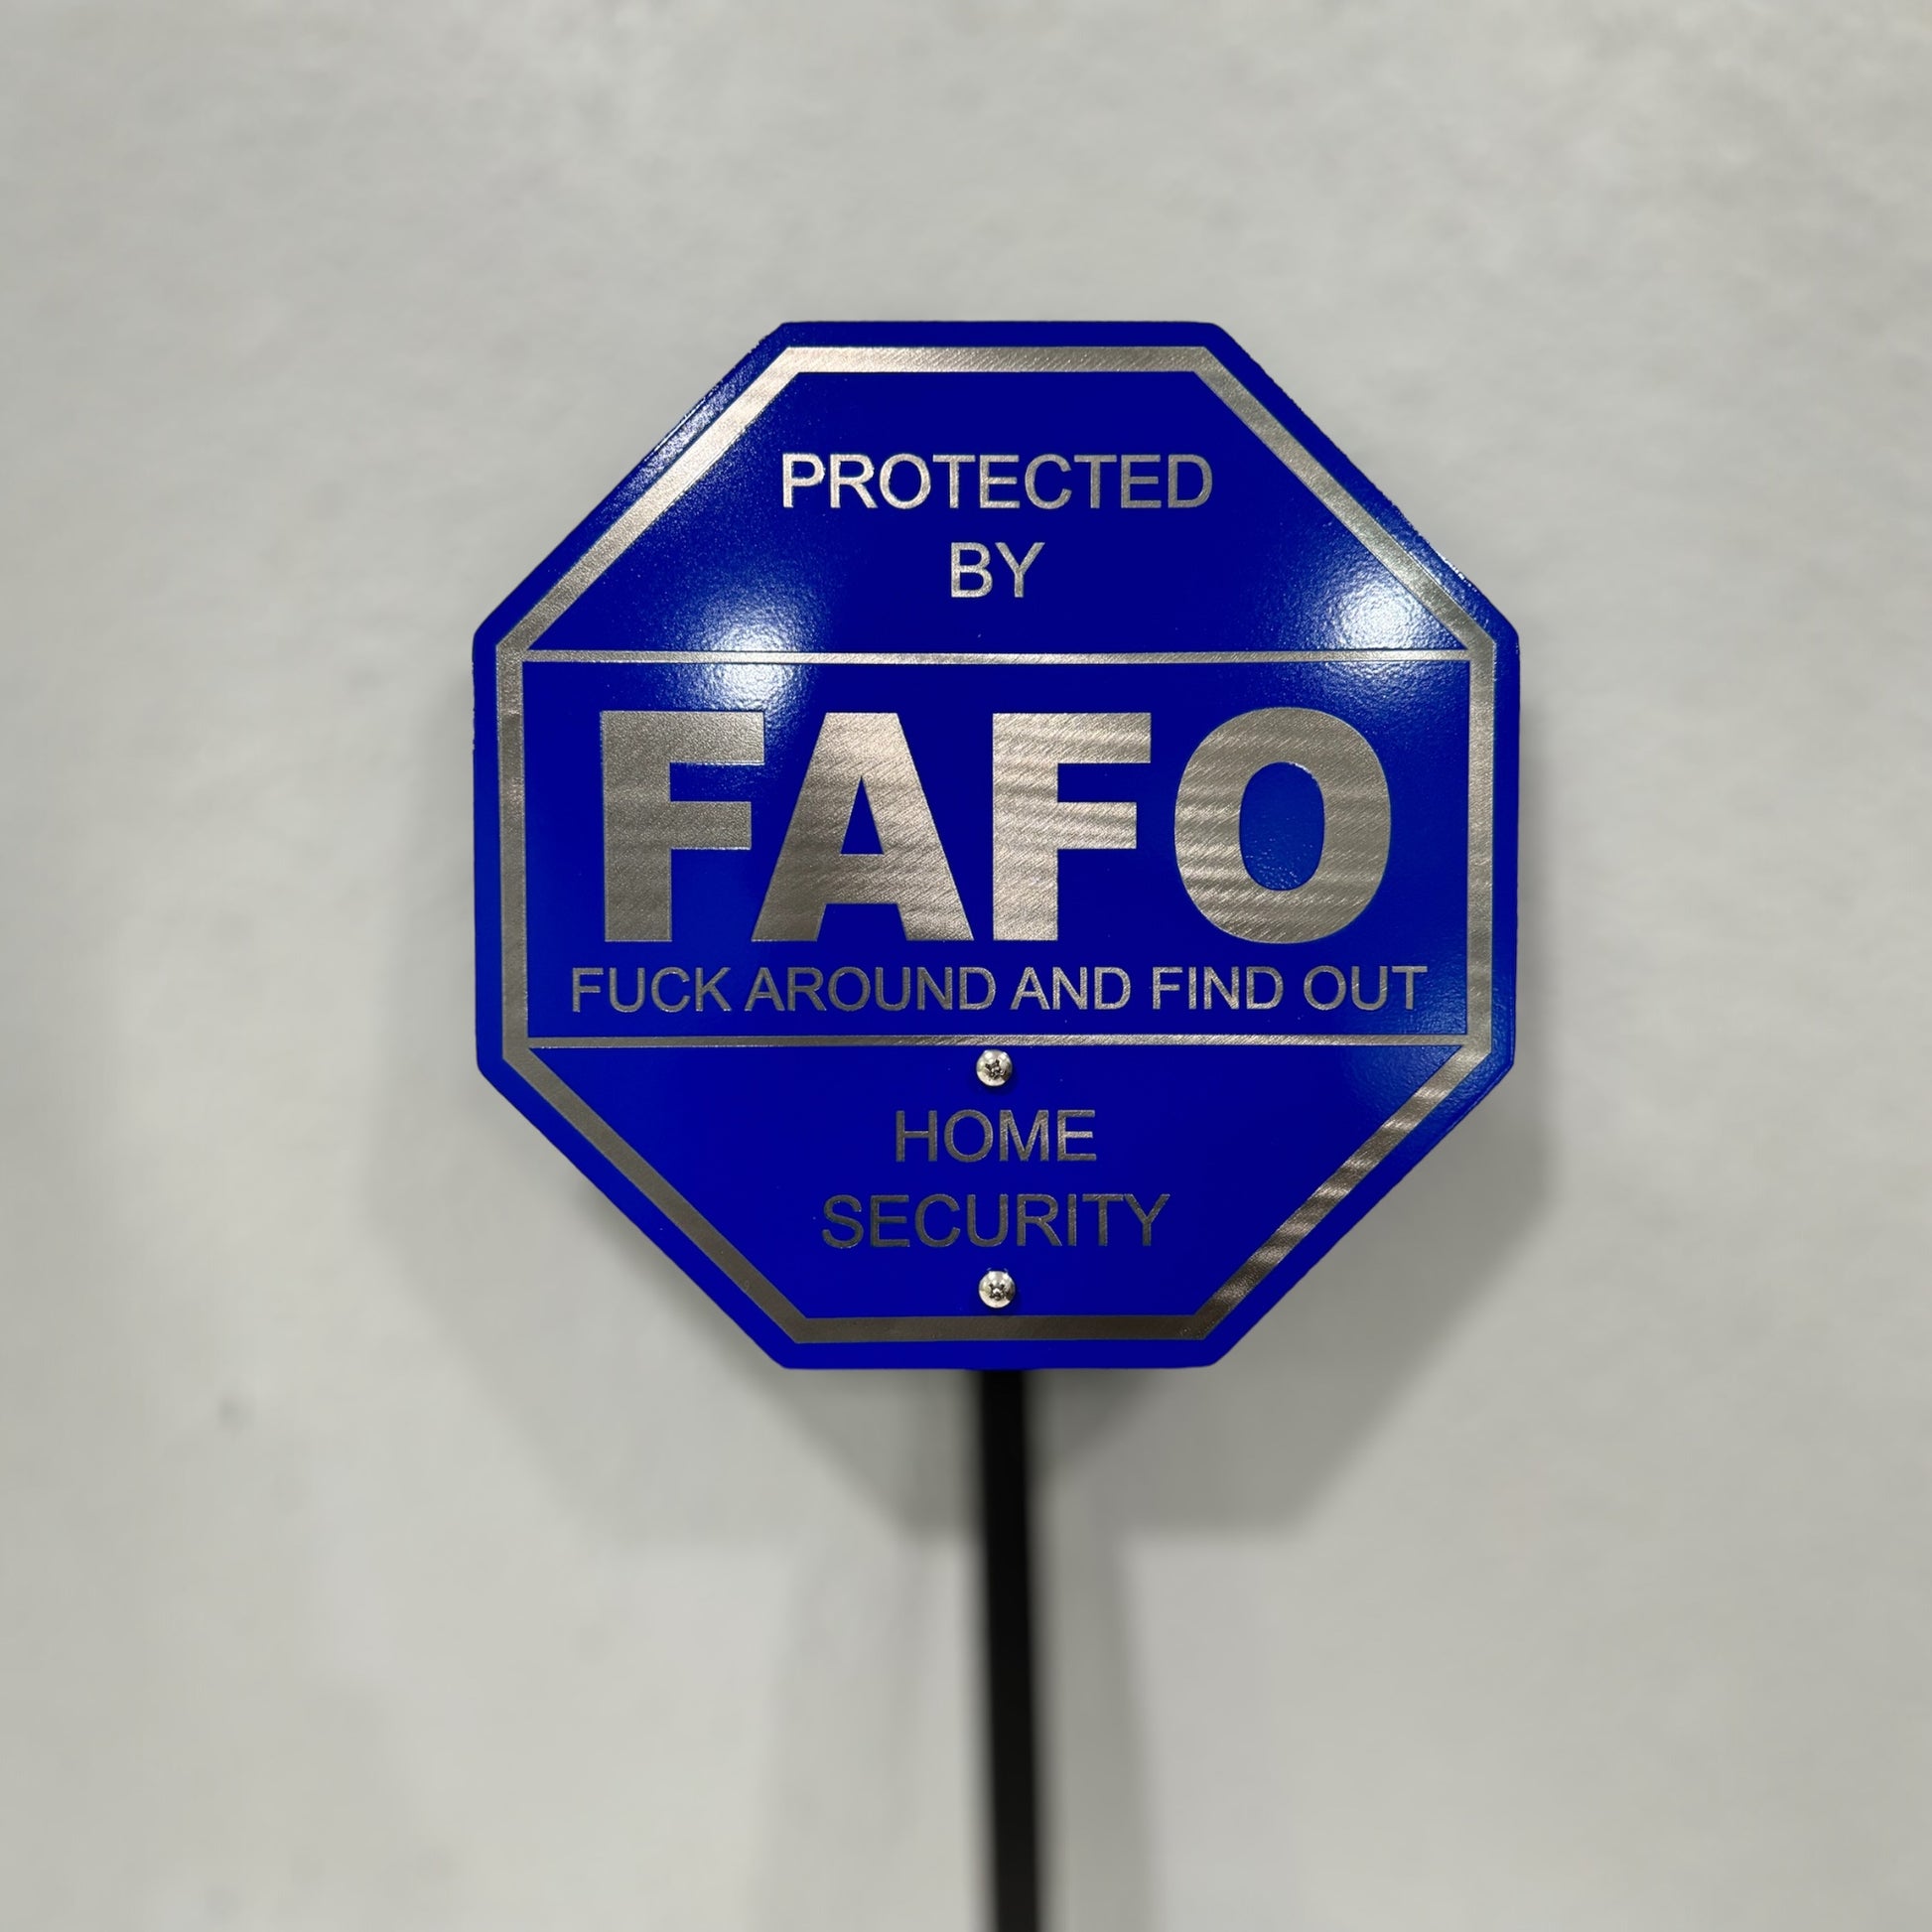 PROTECTED
BY
FAFO
FUCK AROUND AND FIND OUT
HOME
SECURITY